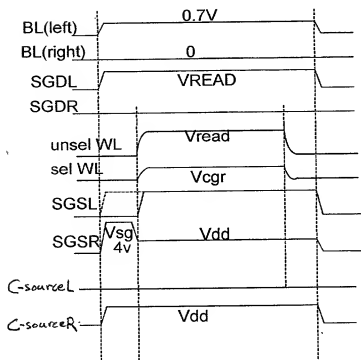 0.7V
BL(left)
BL(right) 0
SGDL VREAD
SGDR
unsel WL Vread
sel WL Vcgr
SGSL
SGSR Vsg Vdd
4v
C-sourceL
C-sourceR Vdd